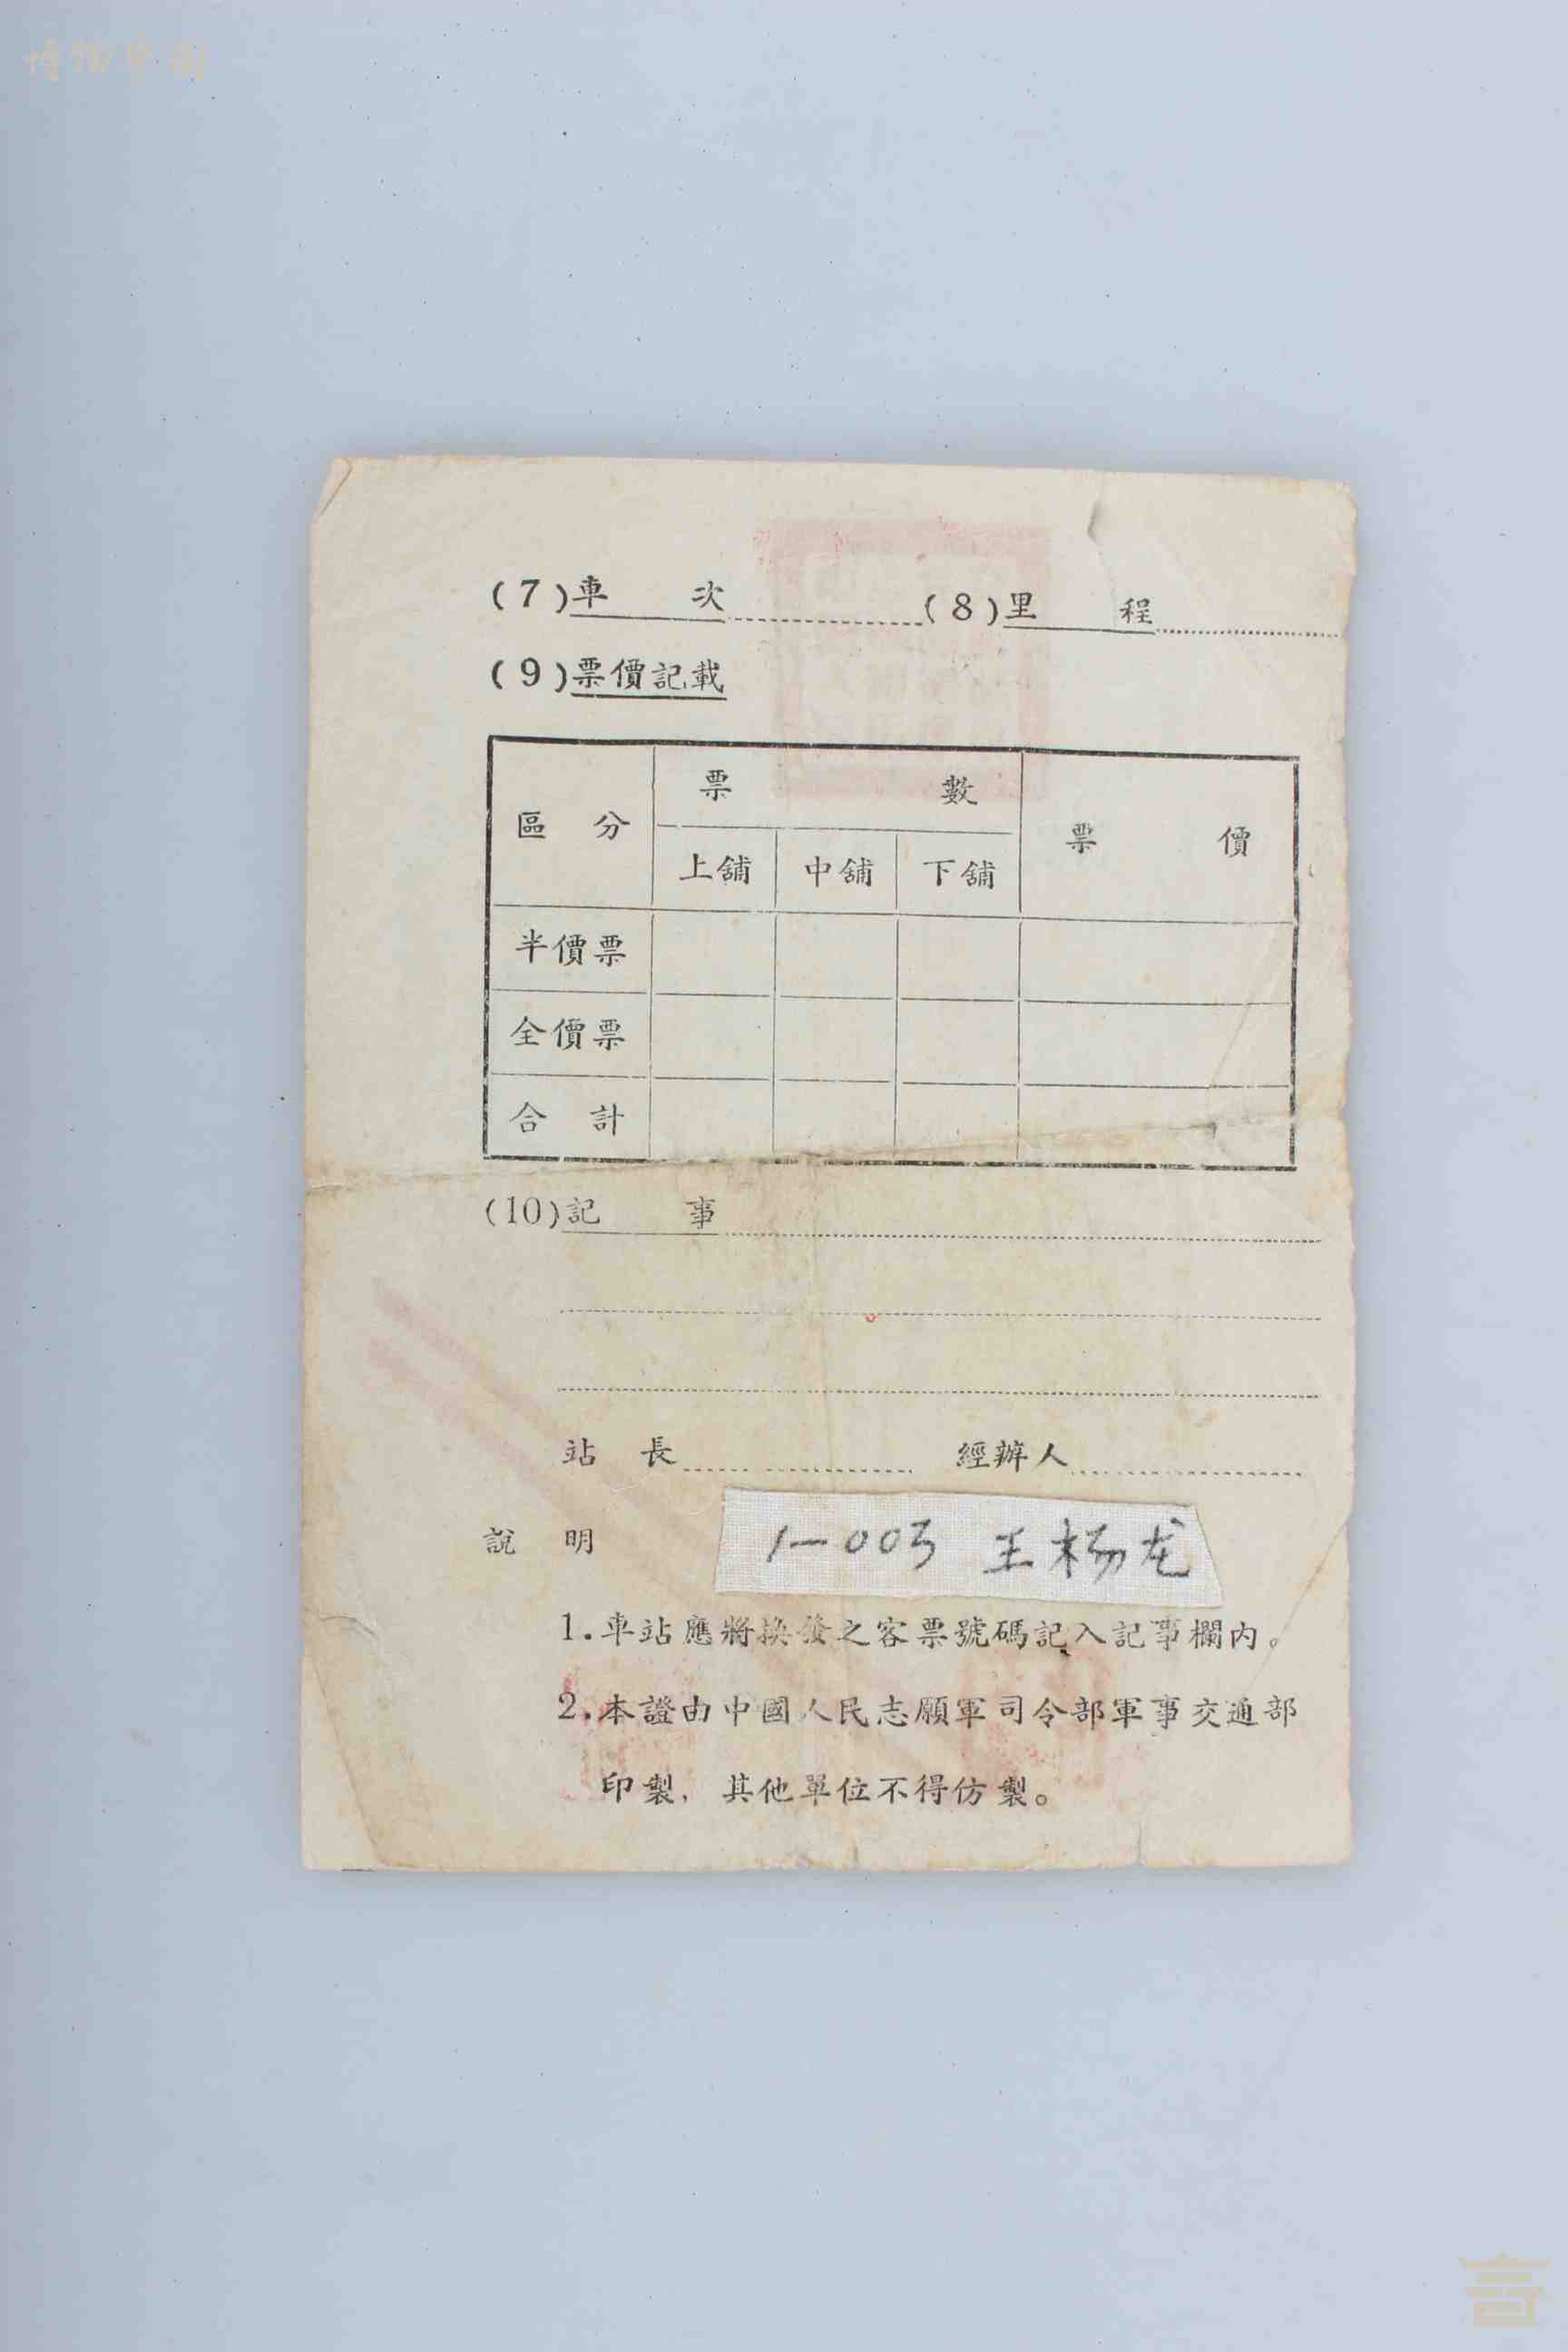 (7)車 次 (8)里 程
(9)票價記載
區 分 票 數 票 價
上舖 中舖 下舖
半價票
全價票
合 計
(10)記 事
站 長 經辦人
說 明
1-003 王杨龙
1.車站應將換發之客票號碼記入記事欄內。
2.本證由中國人民志願軍司令部軍事交通部
印製，其他單位不得仿製。